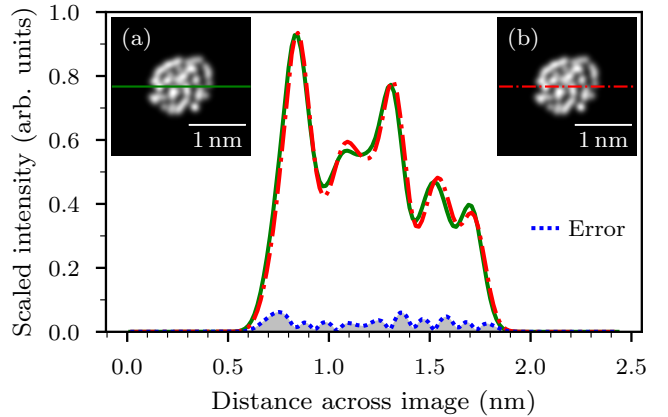 (a)
1 nm
(b)
1 nm
Error
Scaled intensity (arb. units)
1.0
0.8
0.6
0.4
0.2
0.0
0.0 0.5 1.0 1.5 2.0 2.5
Distance across image (nm)